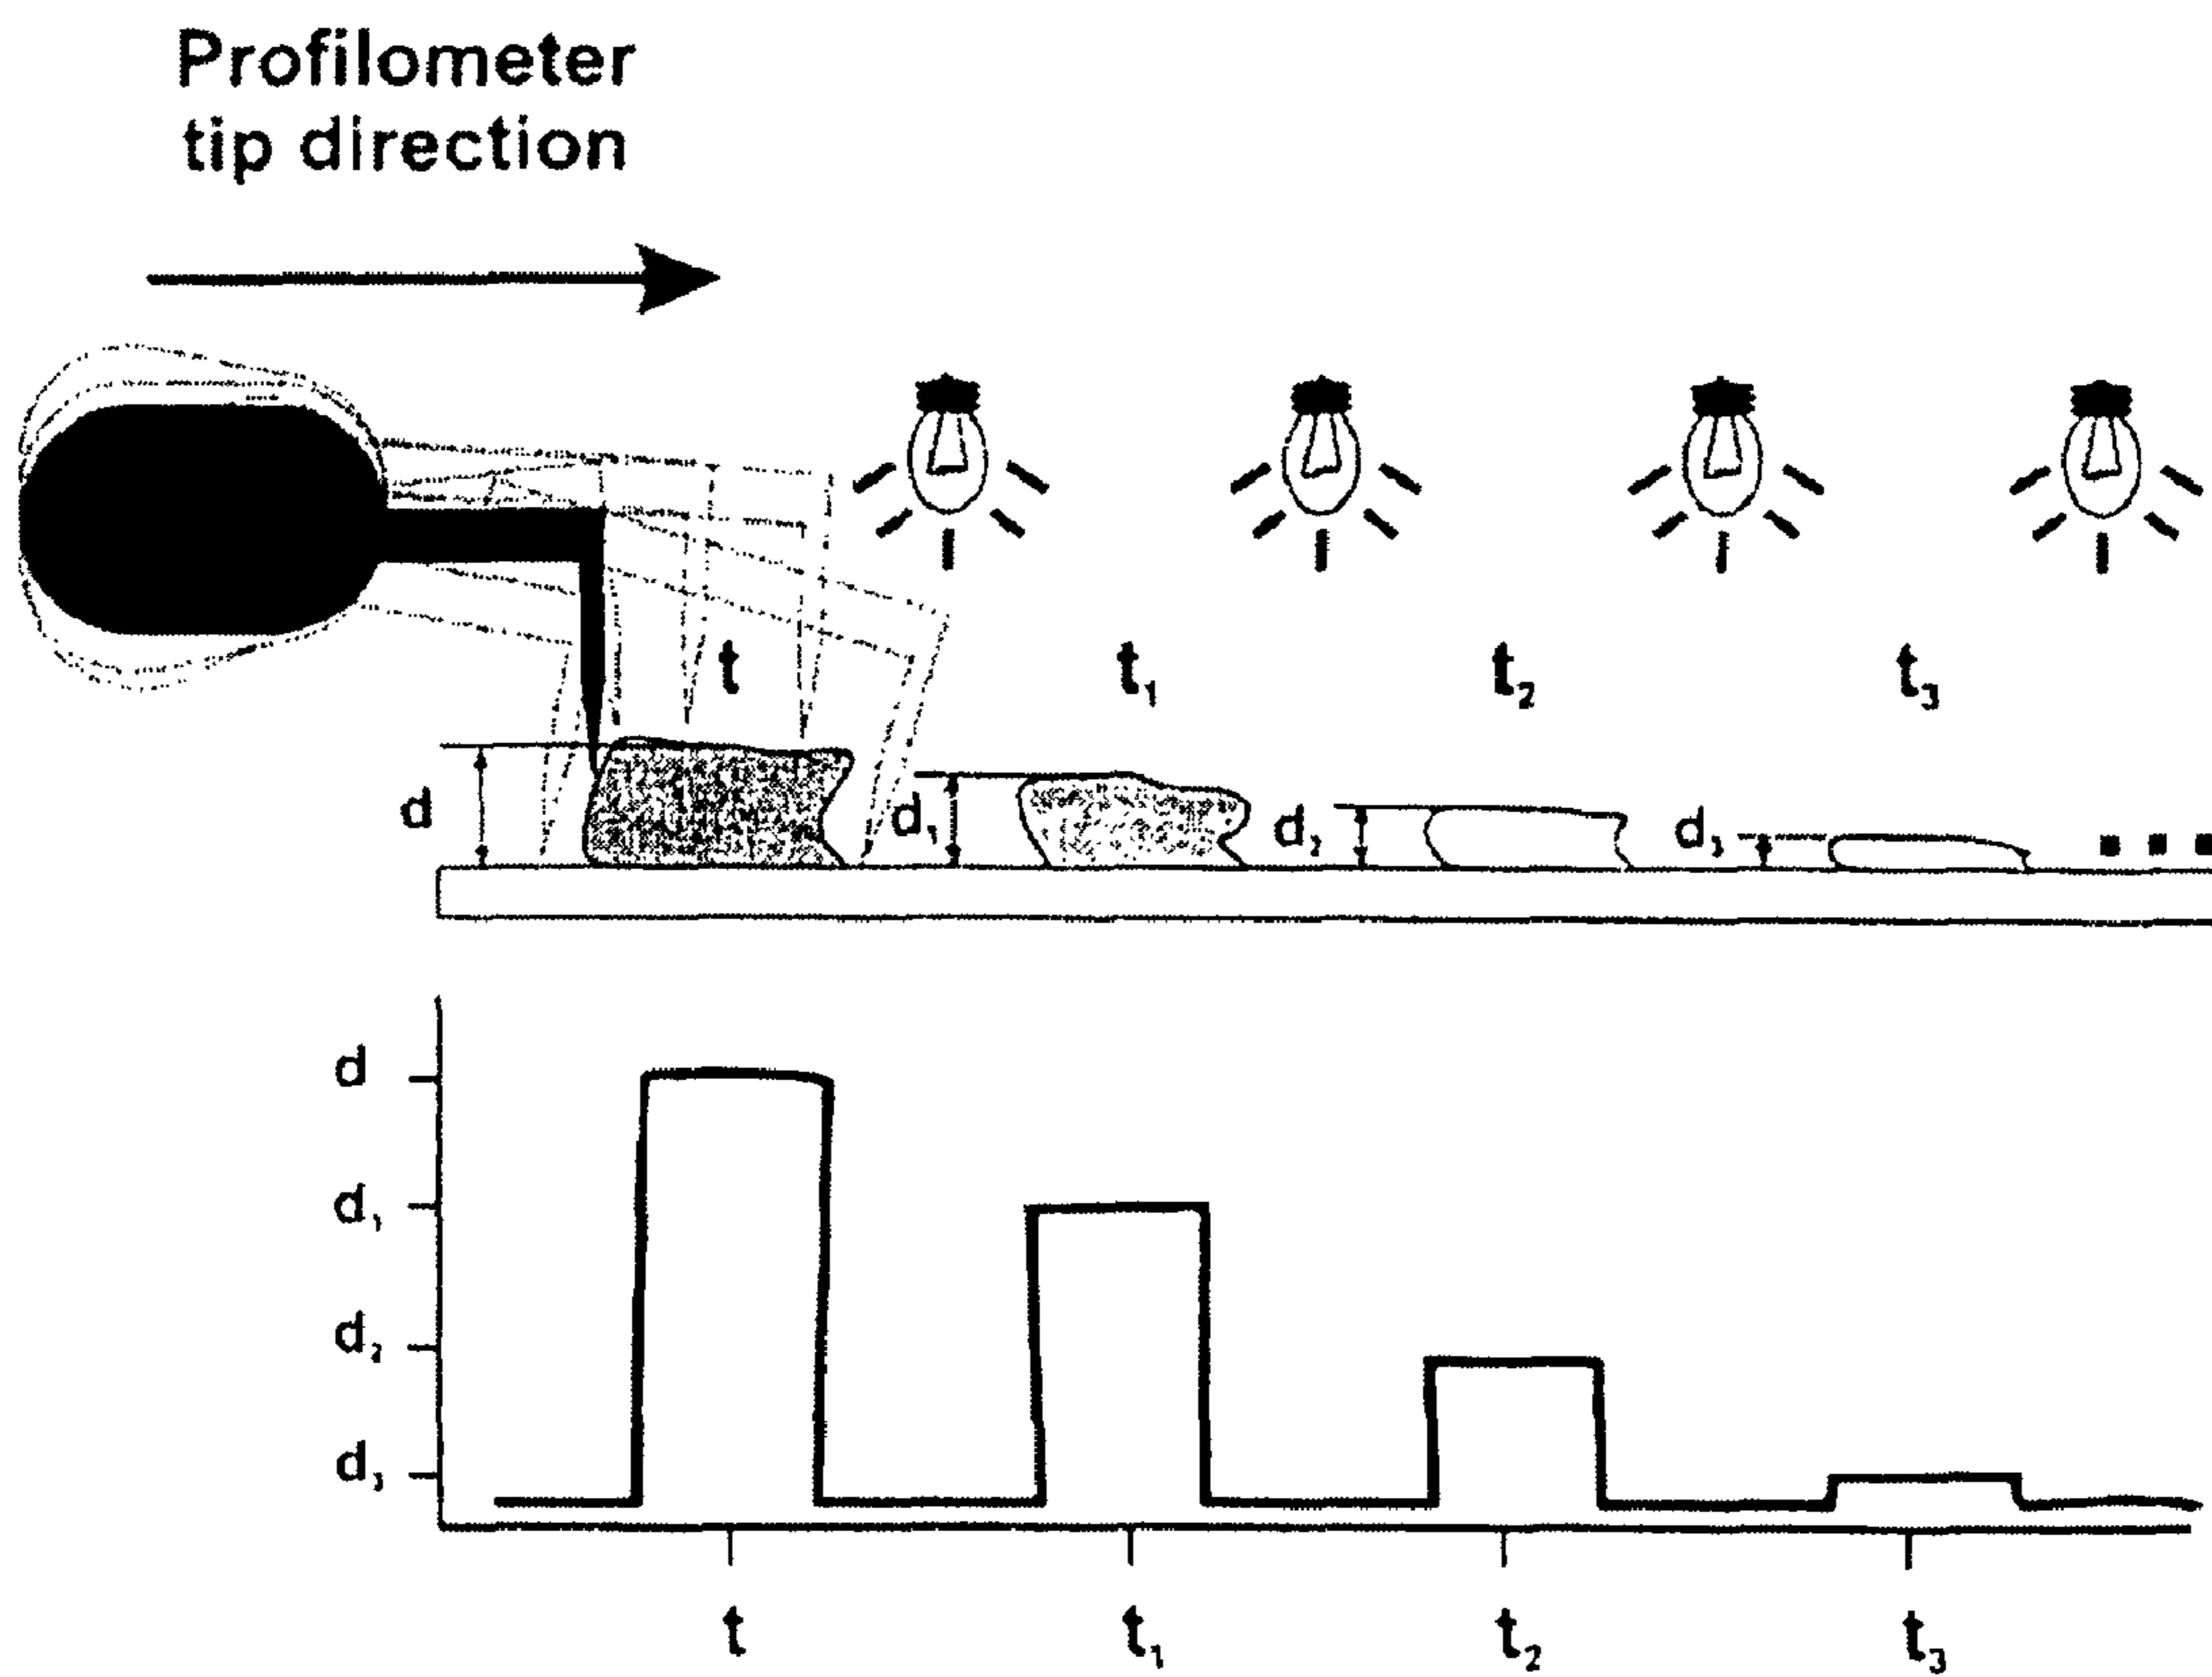 Profilometer
tip direction
t t₁ t₂ t₃
d d₁ d₂ d₃
d
d₁
d₂
d₃
t t₁ t₂ t₃